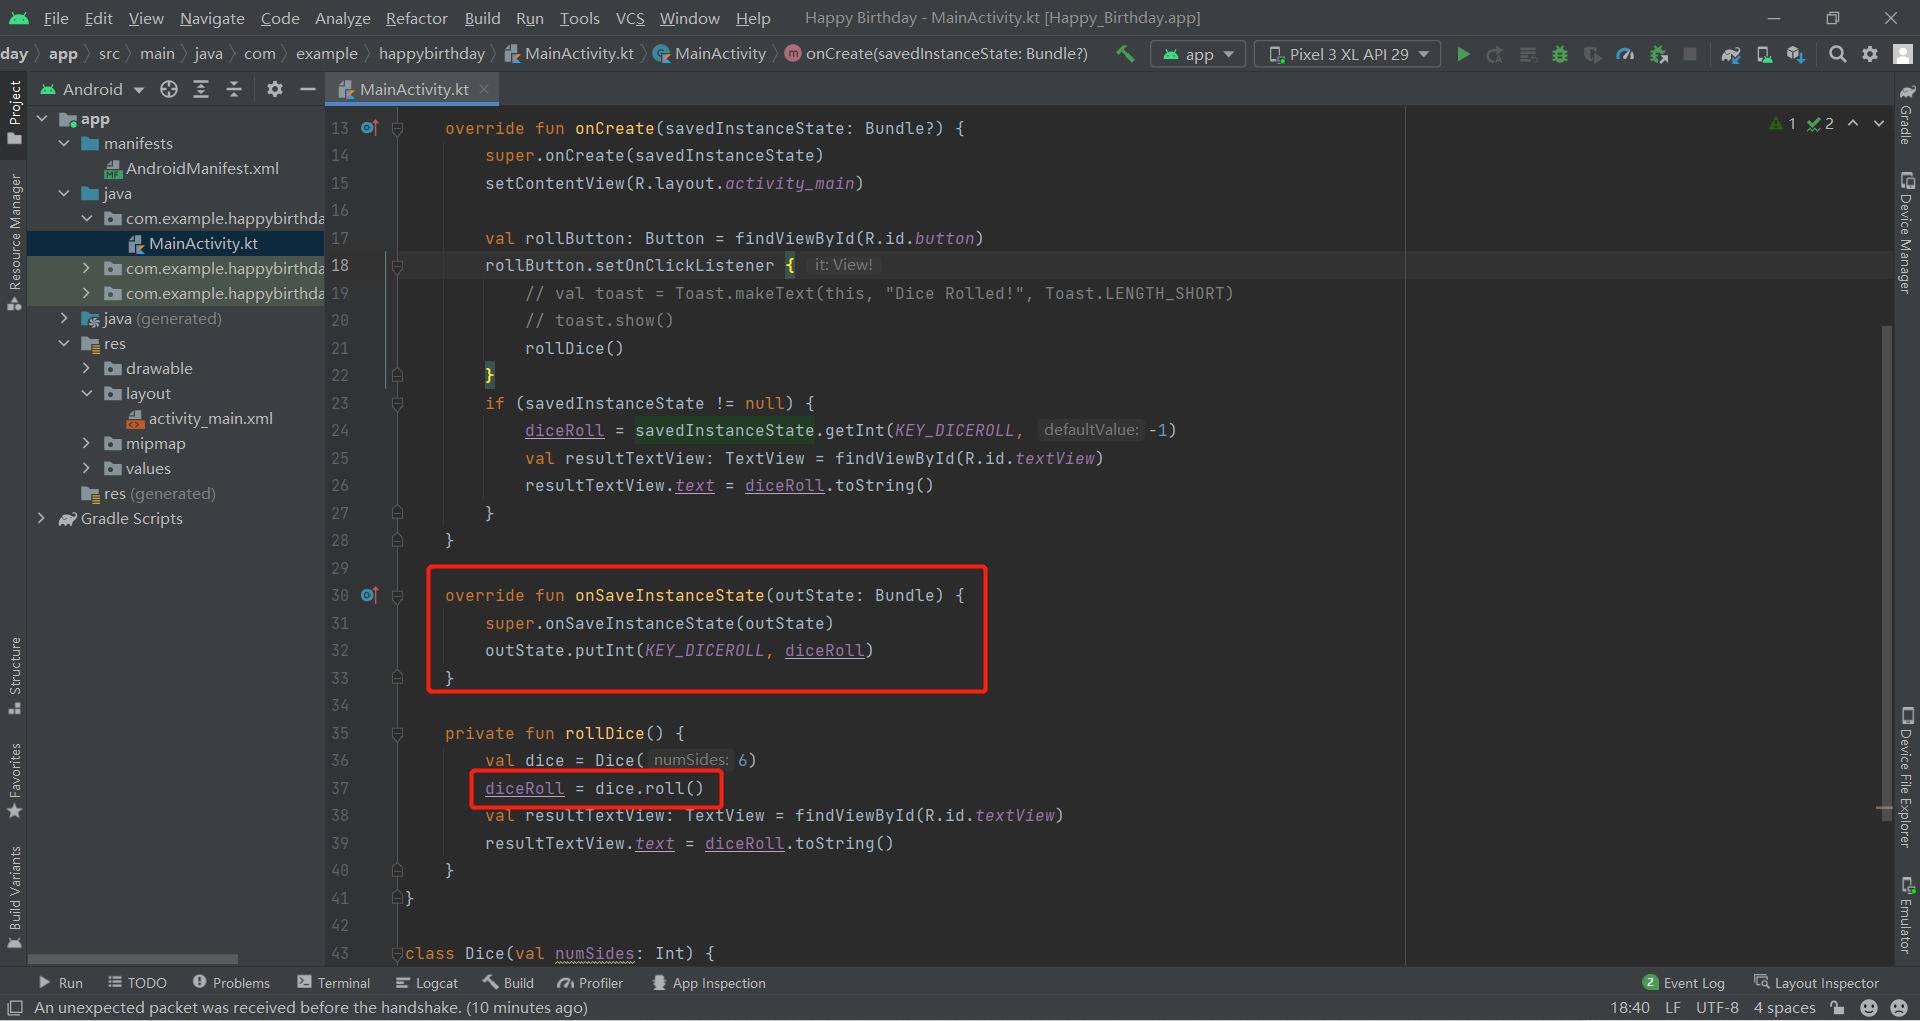 File Edit View Navigate Code Analyze Refactor Build Run Tools VCS Window Help Happy Birthday - MainActivity.kt [Happy_Birthday.app]
day app src main java com example happybirthday MainActivity.kt MainActivity onCreate(savedInstanceState: Bundle?) app Pixel 3 XL API 29
Android
MainActivity.kt
app
manifests
AndroidManifest.xml
java
com.example.happybirthda
MainActivity.kt
com.example.happybirthda
com.example.happybirthda
java (generated)
res
drawable
layout
activity_main.xml
mipmap
values
res (generated)
Gradle Scripts
Project
Resource Manager
Structure
Favorites
Build Variants
1 2
13 override fun onCreate(savedInstanceState: Bundle?) {
14 super.onCreate(savedInstanceState)
15 setContentView(R.layout.activity_main)
16
17 val rollButton: Button = findViewById(R.id.button)
18 rollButton.setOnClickListener { it: View!
19 // val toast = Toast.makeText(this, "Dice Rolled!", Toast.LENGTH_SHORT)
20 // toast.show()
21 rollDice()
22 }
23 if (savedInstanceState != null) {
24 diceRoll = savedInstanceState.getInt(KEY_DICEROLL, defaultValue: -1)
25 val resultTextView: TextView = findViewById(R.id.textView)
26 resultTextView.text = diceRoll.toString()
27 }
28 }
29
30 override fun onSaveInstanceState(outState: Bundle) {
31 super.onSaveInstanceState(outState)
32 outState.putInt(KEY_DICEROLL, diceRoll)
33 }
34
35 private fun rollDice() {
36 val dice = Dice( numSides: 6)
37 diceRoll = dice.roll()
38 val resultTextView: TextView = findViewById(R.id.textView)
39 resultTextView.text = diceRoll.toString()
40 }
41 }
42
43 class Dice(val numSides: Int) {
Gradle
Device Manager
Device File Explorer
Emulator
Run TODO Problems Terminal Logcat Build Profiler App Inspection 2 Event Log Layout Inspector
An unexpected packet was received before the handshake. (10 minutes ago) 18:40 LF UTF-8 4 spaces